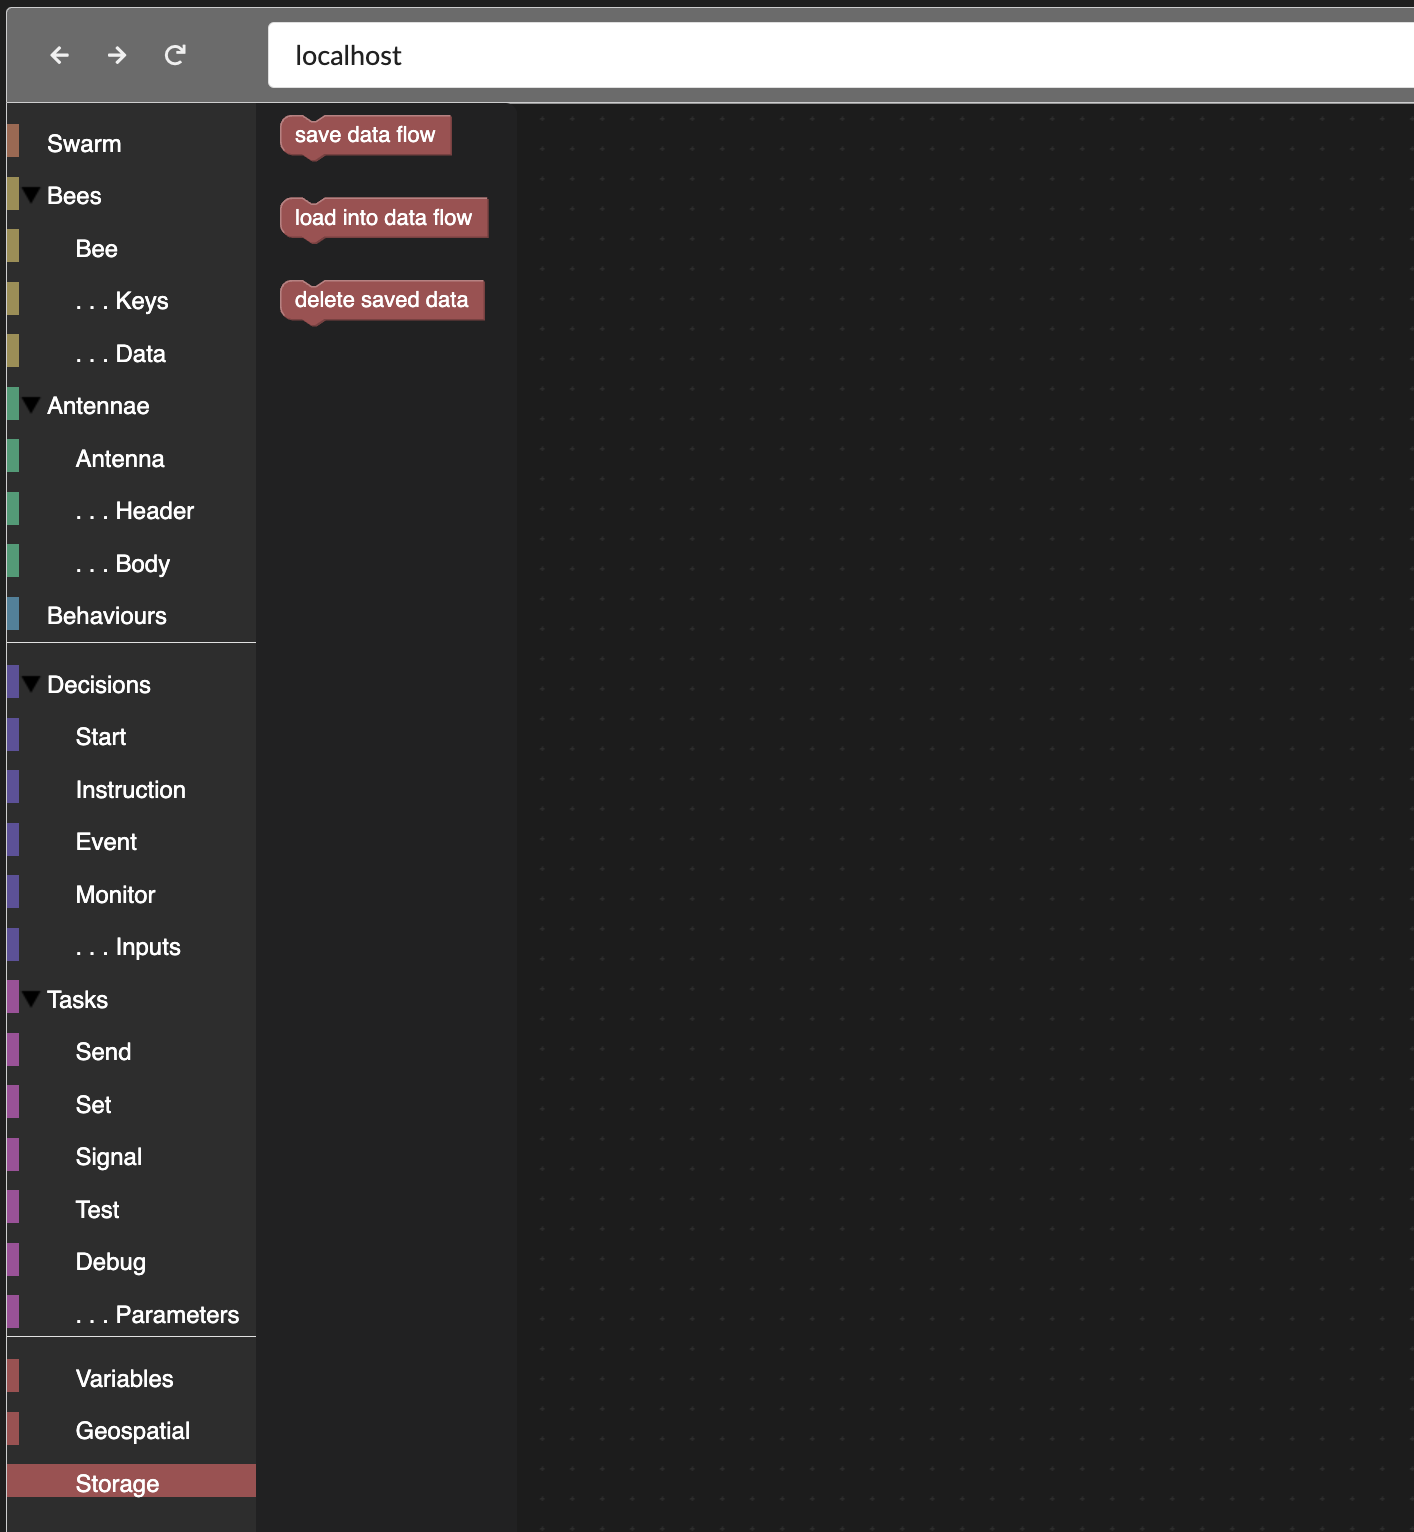 localhost
Swarm
Bees
Bee
. . . Keys
. . . Data
Antennae
Antenna
. . . Header
. . . Body
Behaviours
Decisions
Start
Instruction
Event
Monitor
. . . Inputs
Tasks
Send
Set
Signal
Test
Debug
. . . Parameters
Variables
Geospatial
Storage
save data flow
load into data flow
delete saved data